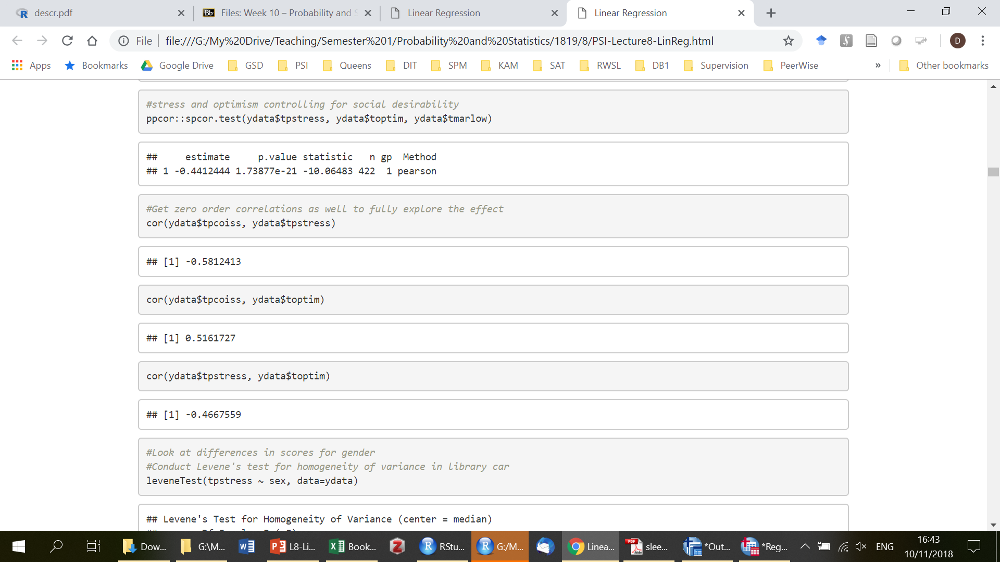 descr.pdf
Files: Week 10 – Probability and S
Linear Regression
Linear Regression
File
file:///G:/My%20Drive/Teaching/Semester%201/Probability%20and%20Statistics/1819/8/PSI-Lecture8-LinReg.html
D
Apps
Bookmarks
Google Drive
GSD
PSI
Queens
DIT
SPM
KAM
SAT
RWSL
DB1
Supervision
PeerWise
»
Other bookmarks
#stress and optimism controlling for social desirability
ppcor::spcor.test(ydata$tpstress, ydata$toptim, ydata$tmarlow)
##     estimate     p.value statistic   n gp  Method
## 1 -0.4412444 1.73877e-21 -10.06483 422  1 pearson
#Get zero order correlations as well to fully explore the effect
cor(ydata$tpcoiss, ydata$tpstress)
## [1] -0.5812413
cor(ydata$tpcoiss, ydata$toptim)
## [1] 0.5161727
cor(ydata$tpstress, ydata$toptim)
## [1] -0.4667559
#Look at differences in scores for gender
#Conduct Levene's test for homogeneity of variance in library car
leveneTest(tpstress ~ sex, data=ydata)
## Levene's Test for Homogeneity of Variance (center = median)
Dow...
G:\M...
L8-Li...
Book...
RStu...
G:/M...
Linea...
slee...
*Out...
*Reg...
ENG
16:43
10/11/2018